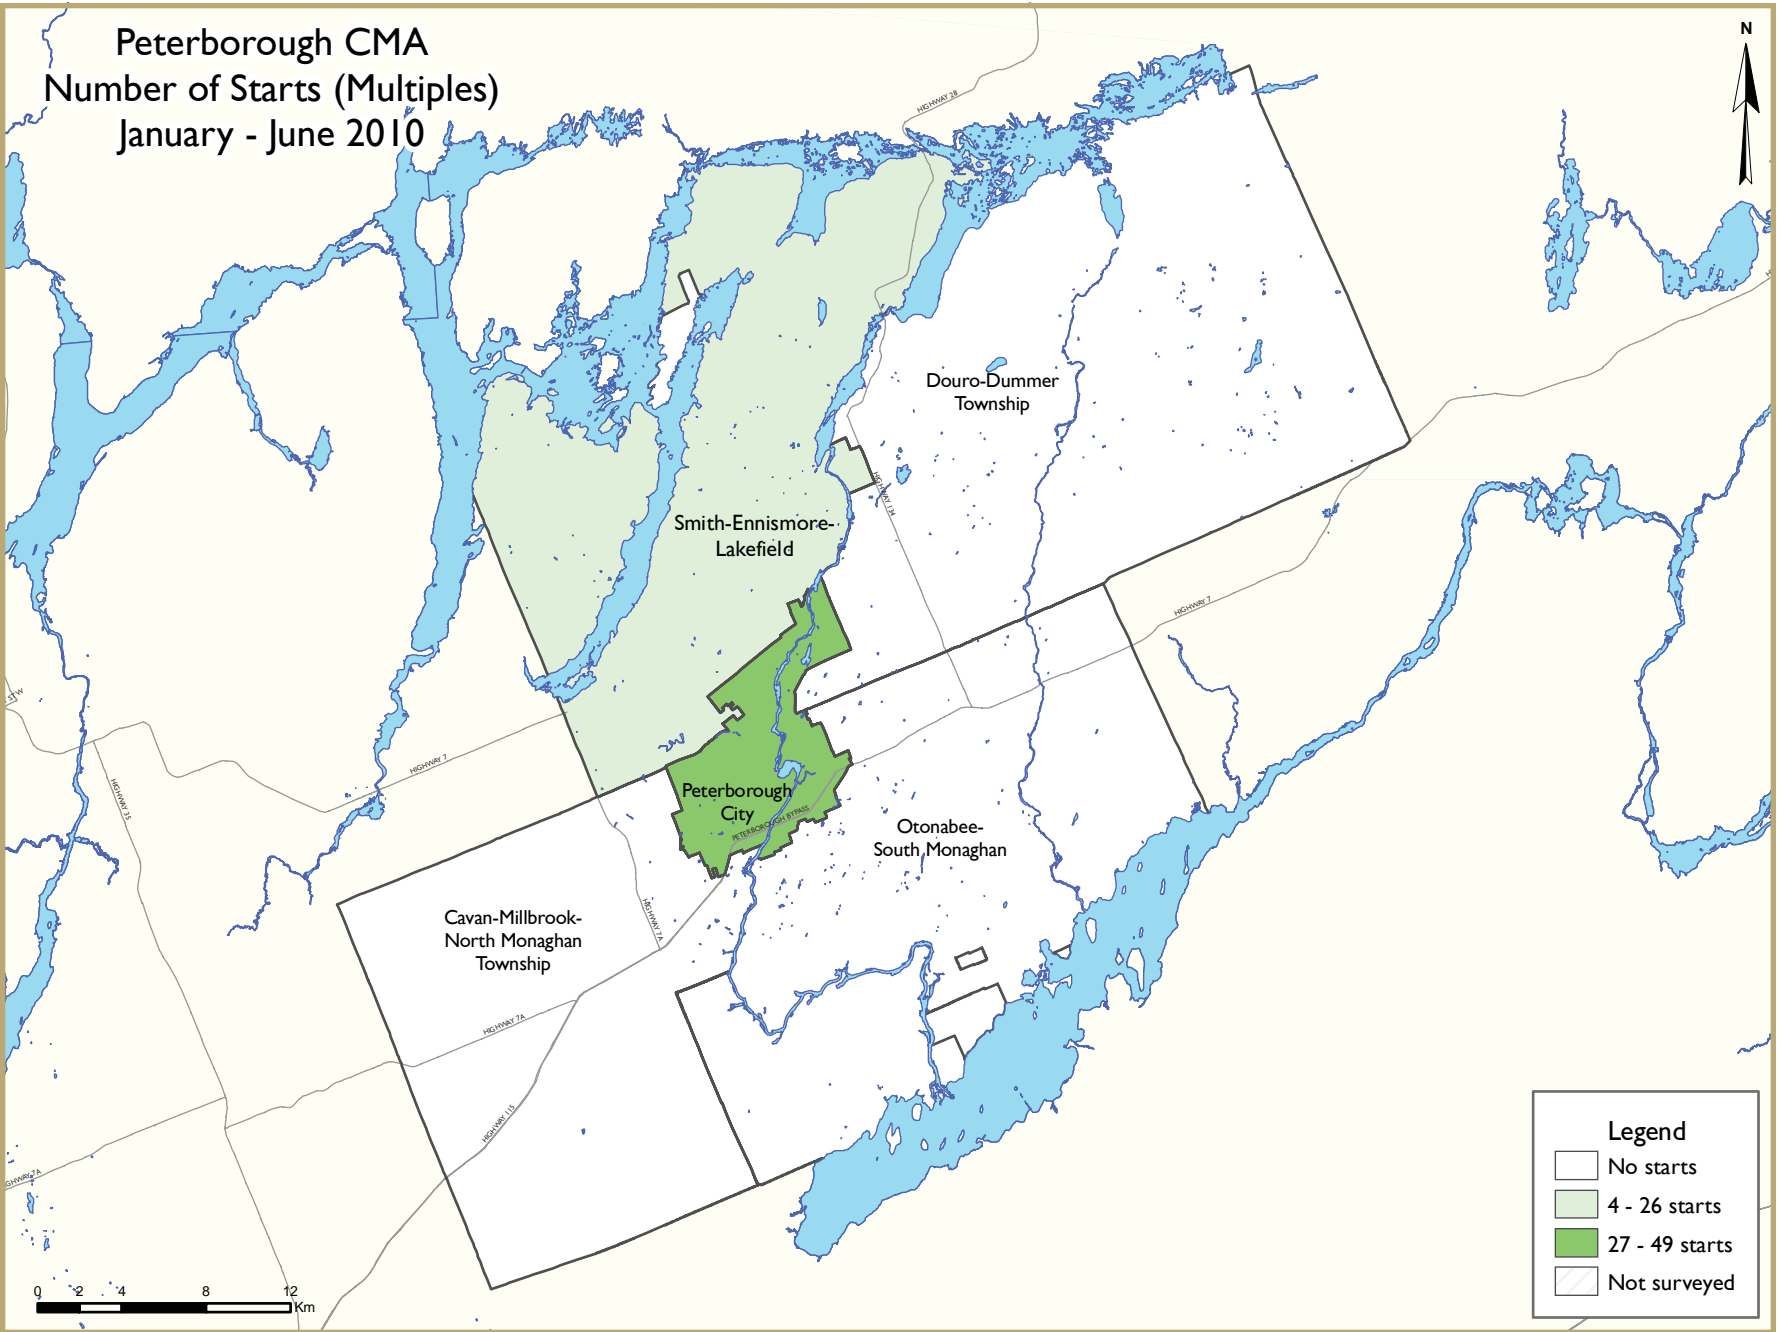 Peterborough CMA
Number of Starts (Multiples)
January - June 2010
N
HIGHWAY 28
Douro-Dummer
Township
HIGHWAY 134
Smith-Ennismore-
Lakefield
HIGHWAY 7
ST W
HIGHWAY 7
HIGHWAY 35
Peterborough
City
PETERBOROUGH BYPASS
Otonabee-
South Monaghan
HIGHWAY 7A
Cavan-Millbrook-
North Monaghan
Township
HIGHWAY 7A
HIGHWAY 115
HIGHWAY 7A
0 2 4 8 12
Km
Legend
No starts
4 - 26 starts
27 - 49 starts
Not surveyed